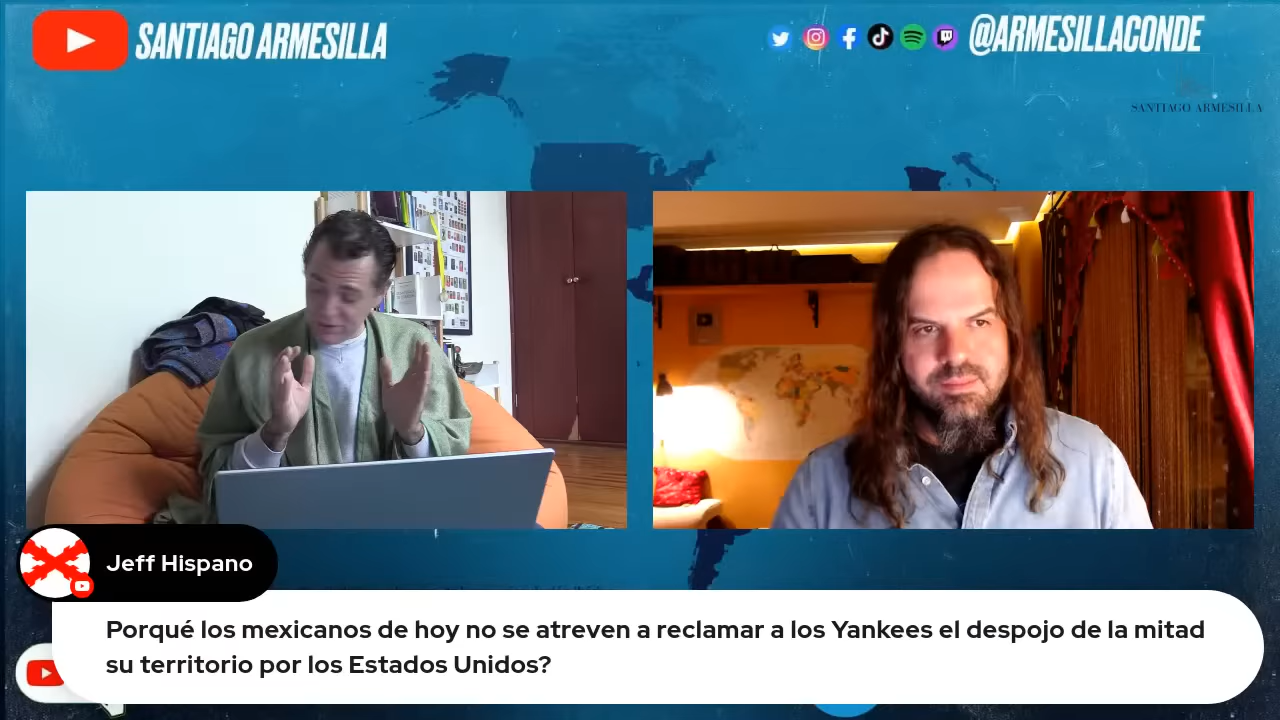 SANTIAGO ARMESILLA
@ARMESILLACONDE
SANTIAGO ARMESILLA
Jeff Hispano
Porqué los mexicanos de hoy no se atreven a reclamar a los Yankees el despojo de la mitad
su territorio por los Estados Unidos?